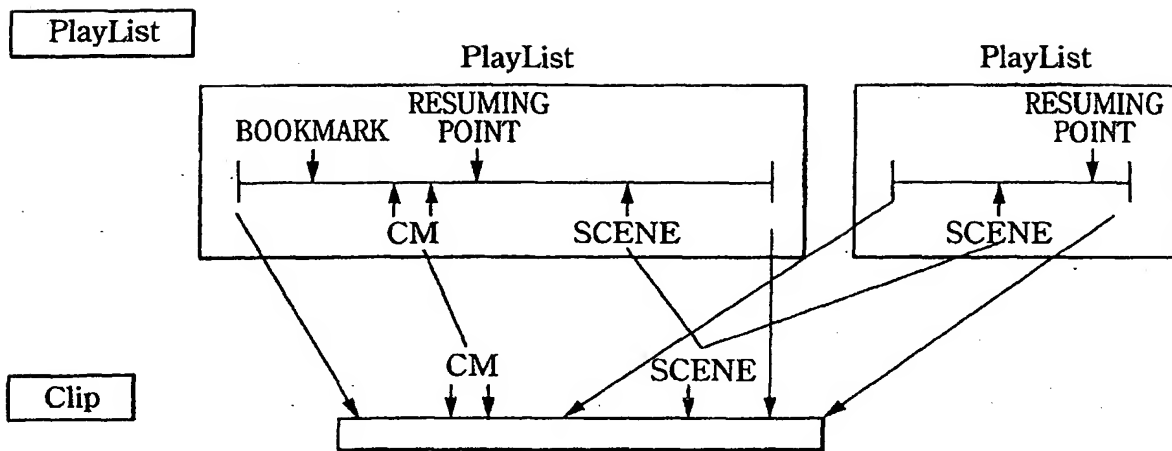 PlayList
PlayList
PlayList
BOOKMARK
RESUMING
POINT
RESUMING
POINT
CM
SCENE
SCENE
CM
SCENE
Clip